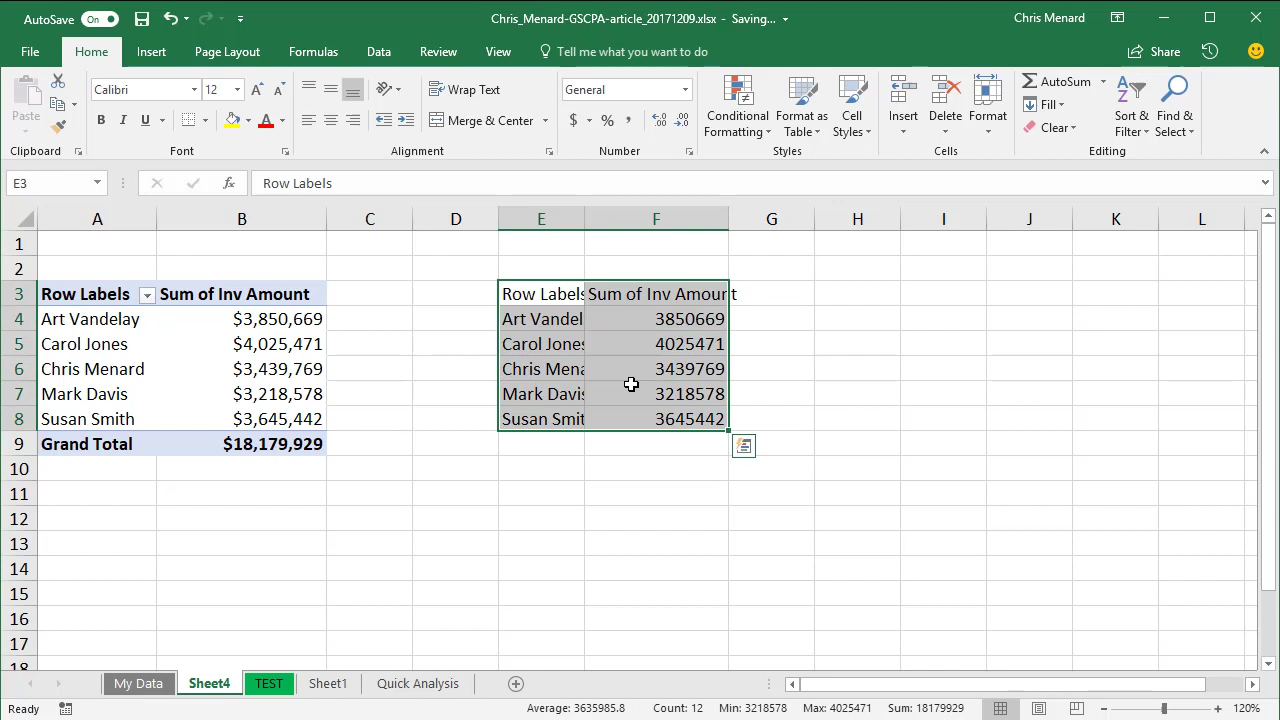 AutoSave On Chris_Menard-GSCPA-article_20171209.xlsx - Saving... Chris Menard
File Home Insert Page Layout Formulas Data Review View Tell me what you want to do Share
Paste
Calibri 12
B I U A
Wrap Text
Merge & Center
General
$ % ,
Conditional Formatting
Format as Table
Cell Styles
Insert
Delete
Format
AutoSum
Fill
Clear
Sort & Filter
Find & Select
Clipboard Font Alignment Number Styles Cells Editing
E3 fx Row Labels
A B C D E F G H I J K L
1
2
3 Row Labels Sum of Inv Amount Row Labels Sum of Inv Amount
4 Art Vandelay $3,850,669 Art Vandel 3850669
5 Carol Jones $4,025,471 Carol Jones 4025471
6 Chris Menard $3,439,769 Chris Mena 3439769
7 Mark Davis $3,218,578 Mark Davis 3218578
8 Susan Smith $3,645,442 Susan Smit 3645442
9 Grand Total $18,179,929
10
11
12
13
14
15
16
17
18
My Data Sheet4 TEST Sheet1 Quick Analysis
Ready Average: 3635985.8 Count: 12 Min: 3218578 Max: 4025471 Sum: 18179929 120%